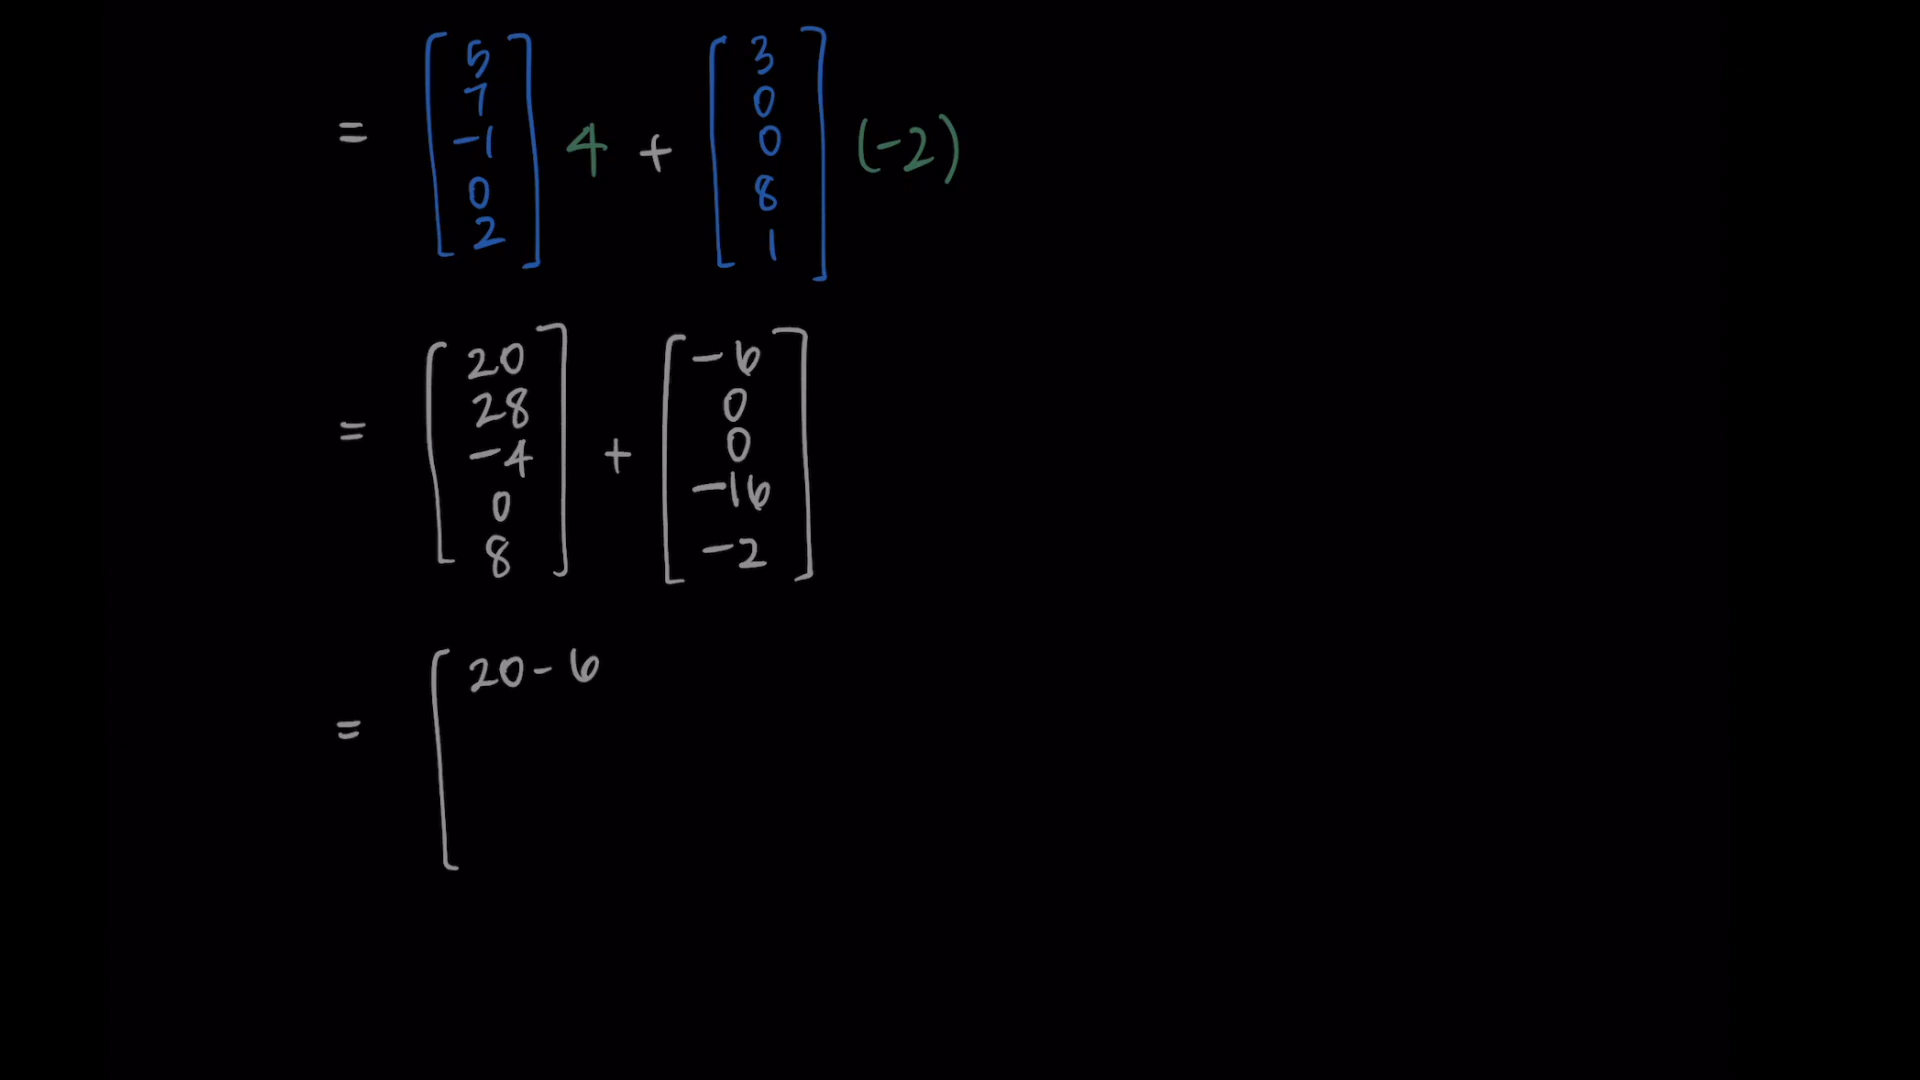 = [5 7 -1 0 2] 4 + [3 0 0 8 1] (-2)
= [20 28 -4 0 8] + [-6 0 0 -16 -2]
= [20 - 6